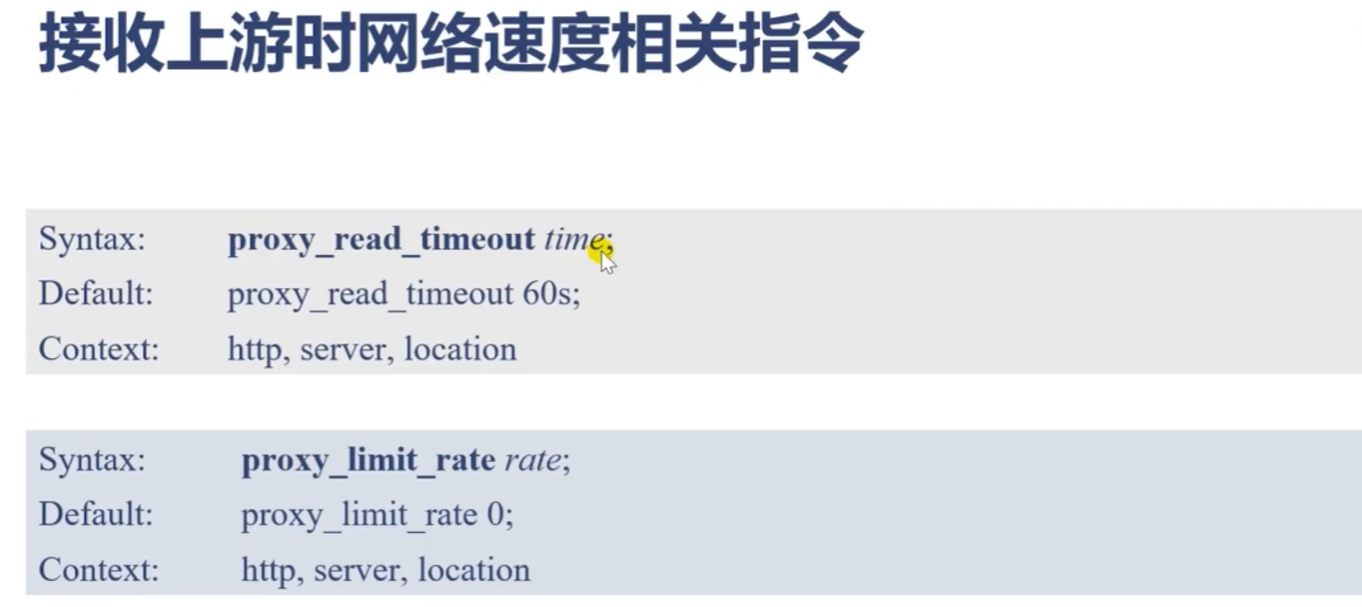 接收上游时网络速度相关指令
Syntax: proxy_read_timeout time;
Default: proxy_read_timeout 60s;
Context: http, server, location
Syntax: proxy_limit_rate rate;
Default: proxy_limit_rate 0;
Context: http, server, location